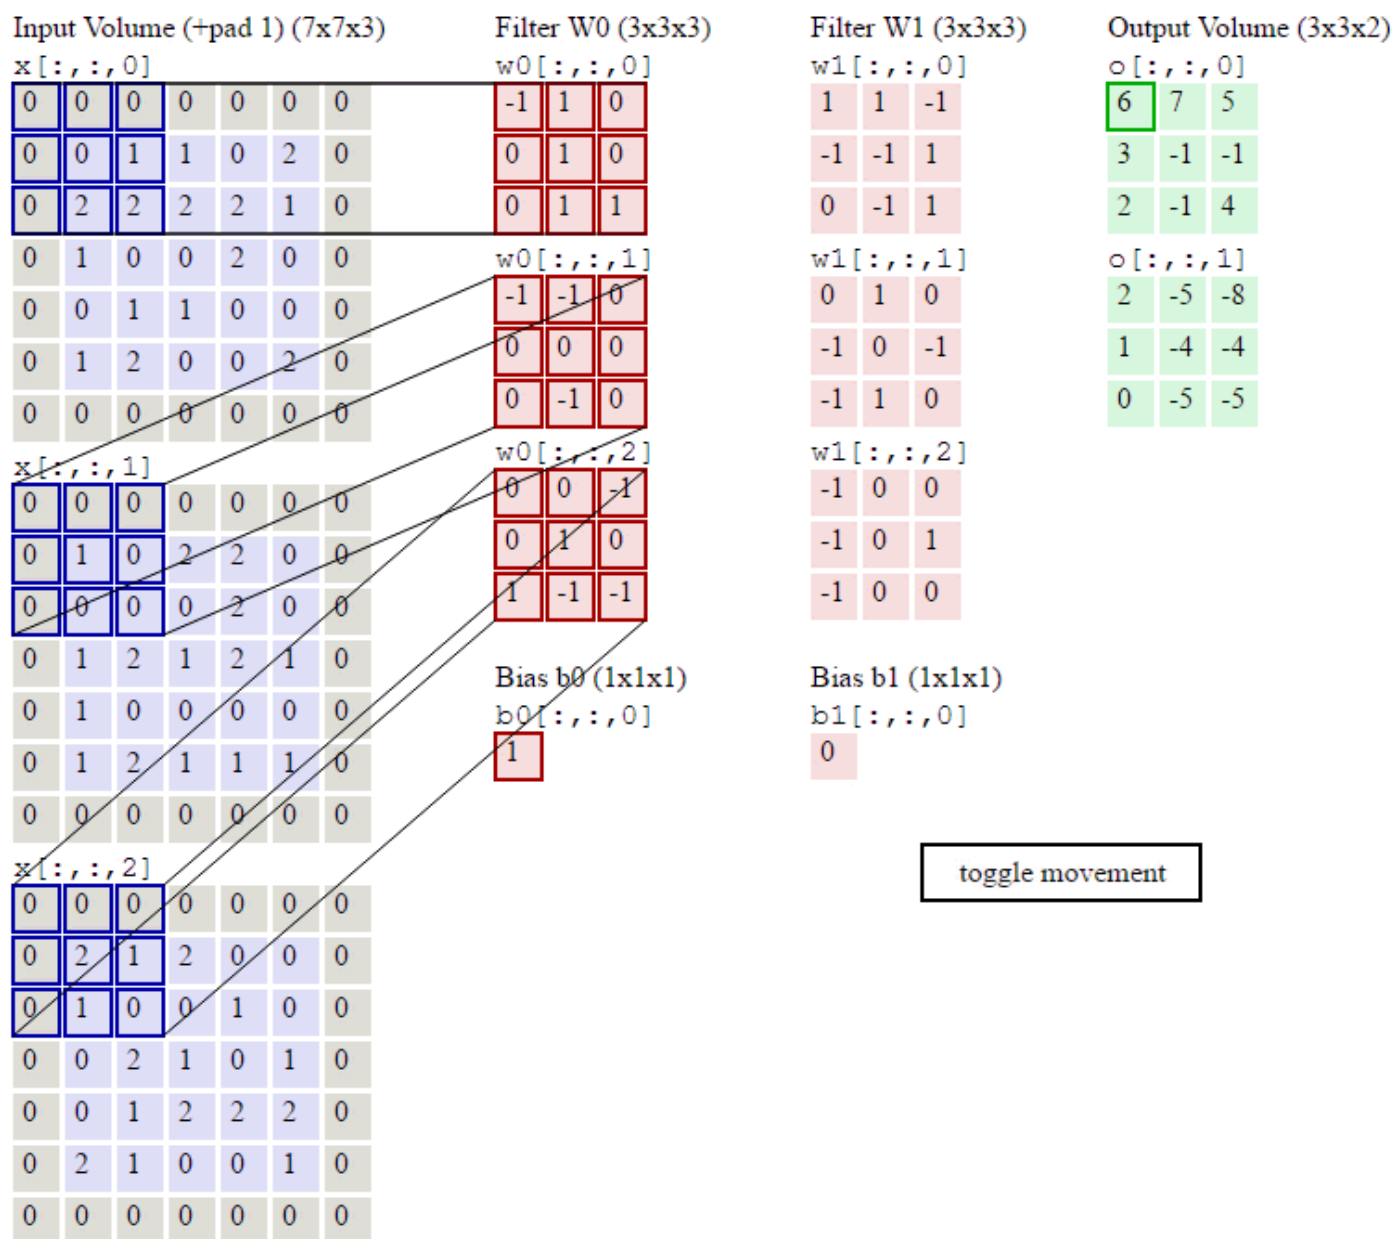 Input Volume (+pad 1) (7x7x3)
x[:,:,0]
0 0 0 0 0 0 0
0 0 1 1 0 2 0
0 2 2 2 2 1 0
0 1 0 0 2 0 0
0 0 1 1 0 0 0
0 1 2 0 0 2 0
0 0 0 0 0 0 0
x[:,:,1]
0 0 0 0 0 0 0
0 1 0 2 2 0 0
0 0 0 0 2 0 0
0 1 2 1 2 1 0
0 1 0 0 0 0 0
0 1 2 1 1 1 0
0 0 0 0 0 0 0
x[:,:,2]
0 0 0 0 0 0 0
0 2 1 2 0 0 0
0 1 0 0 1 0 0
0 0 2 1 0 1 0
0 0 1 2 2 2 0
0 2 1 0 0 1 0
0 0 0 0 0 0 0
Filter W0 (3x3x3)
w0[:,:,0]
-1 1 0
0 1 0
0 1 1
w0[:,:,1]
-1 -1 0
0 0 0
0 -1 0
w0[:,:,2]
0 0 -1
0 1 0
1 -1 -1
Bias b0 (1x1x1)
b0[:,:,0]
1
Filter W1 (3x3x3)
w1[:,:,0]
1 1 -1
-1 -1 1
0 -1 1
w1[:,:,1]
0 1 0
-1 0 -1
-1 1 0
w1[:,:,2]
-1 0 0
-1 0 1
-1 0 0
Bias b1 (1x1x1)
b1[:,:,0]
0
Output Volume (3x3x2)
o[:,:,0]
6 7 5
3 -1 -1
2 -1 4
o[:,:,1]
2 -5 -8
1 -4 -4
0 -5 -5
toggle movement